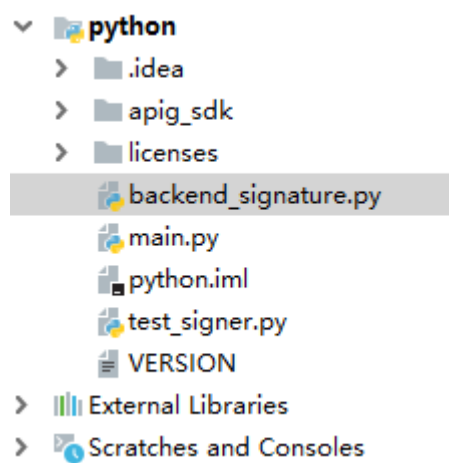 python
.idea
apig_sdk
licenses
backend_signature.py
main.py
python.iml
test_signer.py
VERSION
External Libraries
Scratches and Consoles